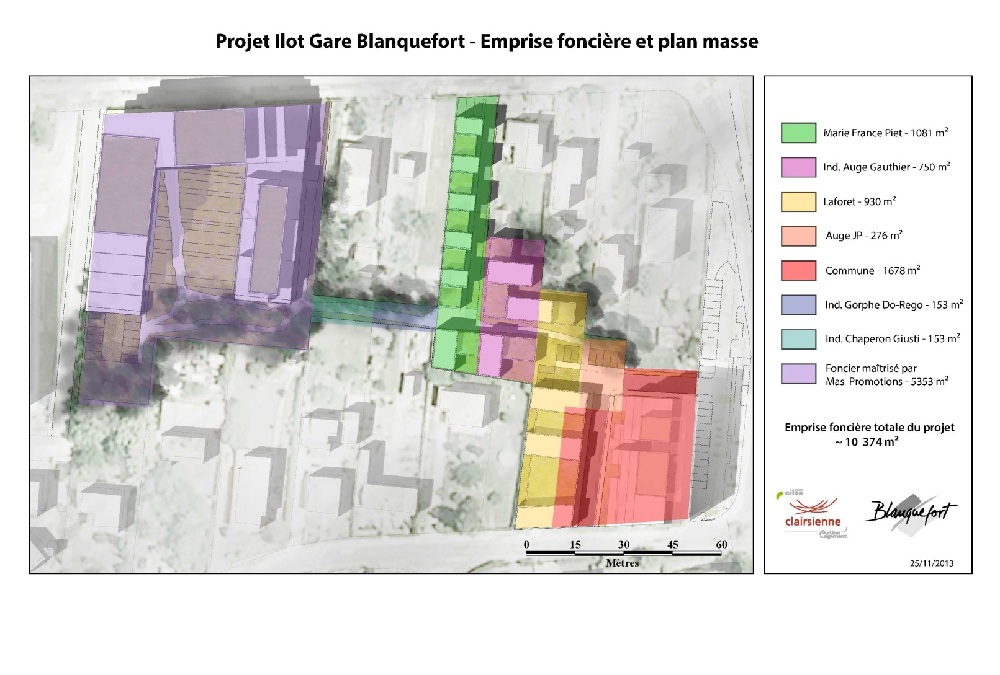 Projet Ilot Gare Blanquefort - Emprise foncière et plan masse
Marie France Piet - 1081 m²
Ind. Auge Gauthier - 750 m²
Laforet - 930 m²
Auge JP - 276 m²
Commune - 1678 m²
Ind. Gorphe Do-Rego - 153 m²
Ind. Chaperon Giusti - 153 m²
Foncier maîtrisé par
Mas Promotions - 5353 m²
Emprise foncière totale du projet
~ 10 374 m²
cilso
clairsienne
Action
Logement
Blanquefort
0 15 30 45 60
Mètres
25/11/2013